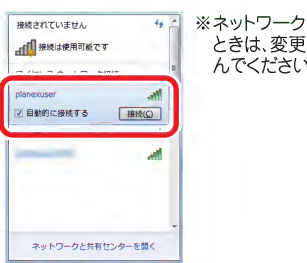 接続されていません
接続は使用可能です
planexuser
自動的に接続する
接続(C)
ネットワークと共有センターを開く
※ネットワーク
ときは、変更
んでください